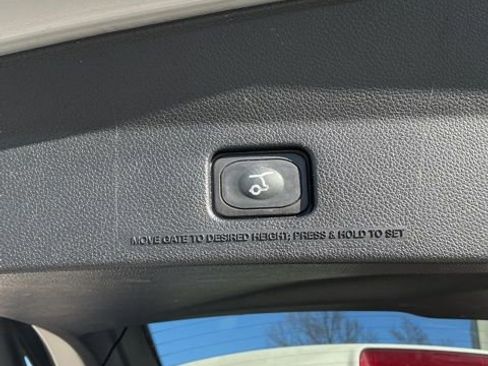 MOVE GATE TO DESIRED HEIGHT; PRESS & HOLD TO SET